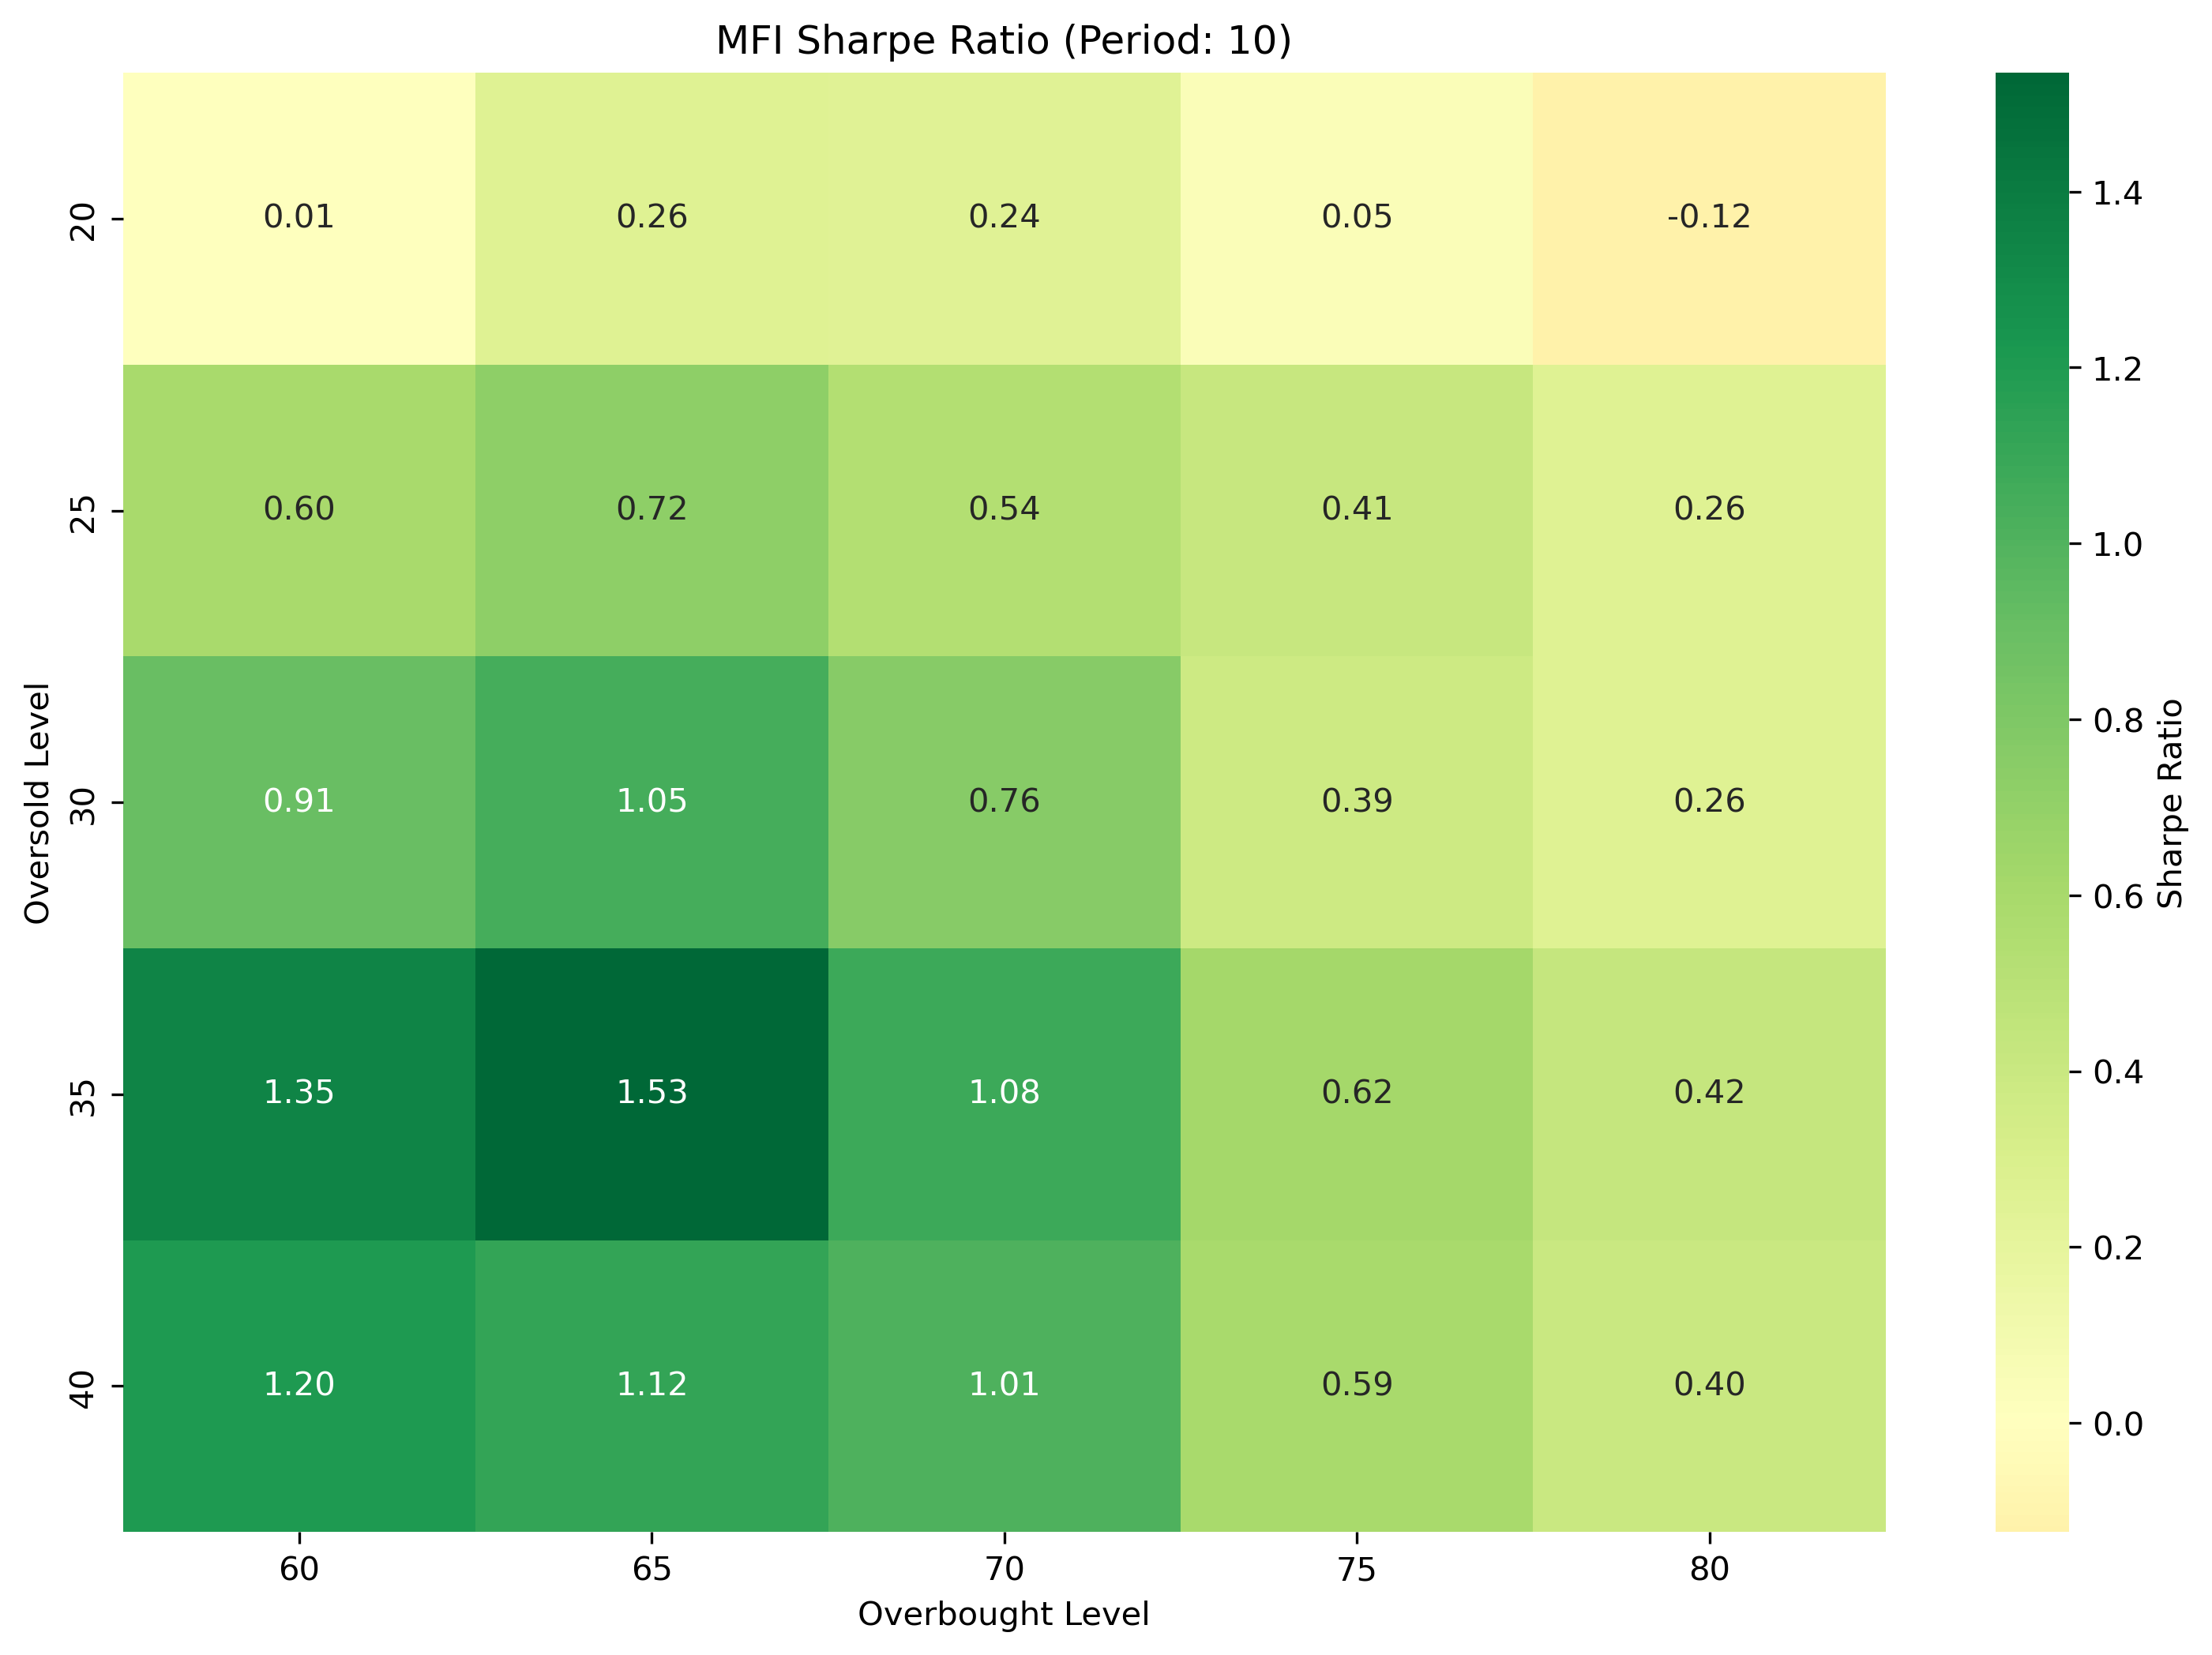 MFI Sharpe Ratio (Period: 10)
Oversold Level
20
0.01 0.26 0.24 0.05 -0.12
25
0.60 0.72 0.54 0.41 0.26
30
0.91 1.05 0.76 0.39 0.26
35
1.35 1.53 1.08 0.62 0.42
40
1.20 1.12 1.01 0.59 0.40
60 65 70 75 80
Overbought Level
1.4
1.2
1.0
0.8
0.6
0.4
0.2
0.0
Sharpe Ratio